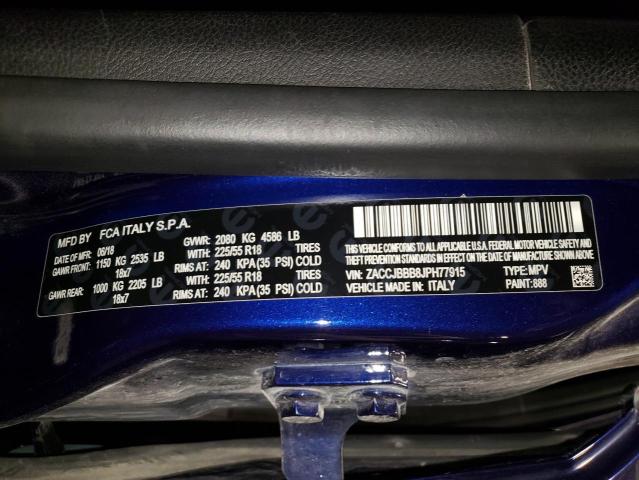 MFD BY FCA ITALY S.P.A.
DATE OF MFR: 06/18 GVWR: 2080 KG 4586 LB
GAWR FRONT: 1150 KG 2535 LB WITH 225/55 R18 TIRES
18x7 RIMS AT: 240 KPA(35 PSI) COLD
GAWR REAR: 1000 KG 2205 LB WITH 225/55 R18 TIRES
18x7 RIMS AT: 240 KPA(35 PSI) COLD
THIS VEHICLE CONFORMS TO ALL APPLICABLE U.S.A. FEDERAL MOTOR
VEHICLE SAFETY, BUMPER, AND THEFT PREVENTION STANDARDS IN
EFFECT ON THE DATE OF MANUFACTURE SHOWN ABOVE
VIN: ZACCJBBB8JPH77915 TYPE: MPV
VEHICLE MADE IN: ITALY PAINT: 888